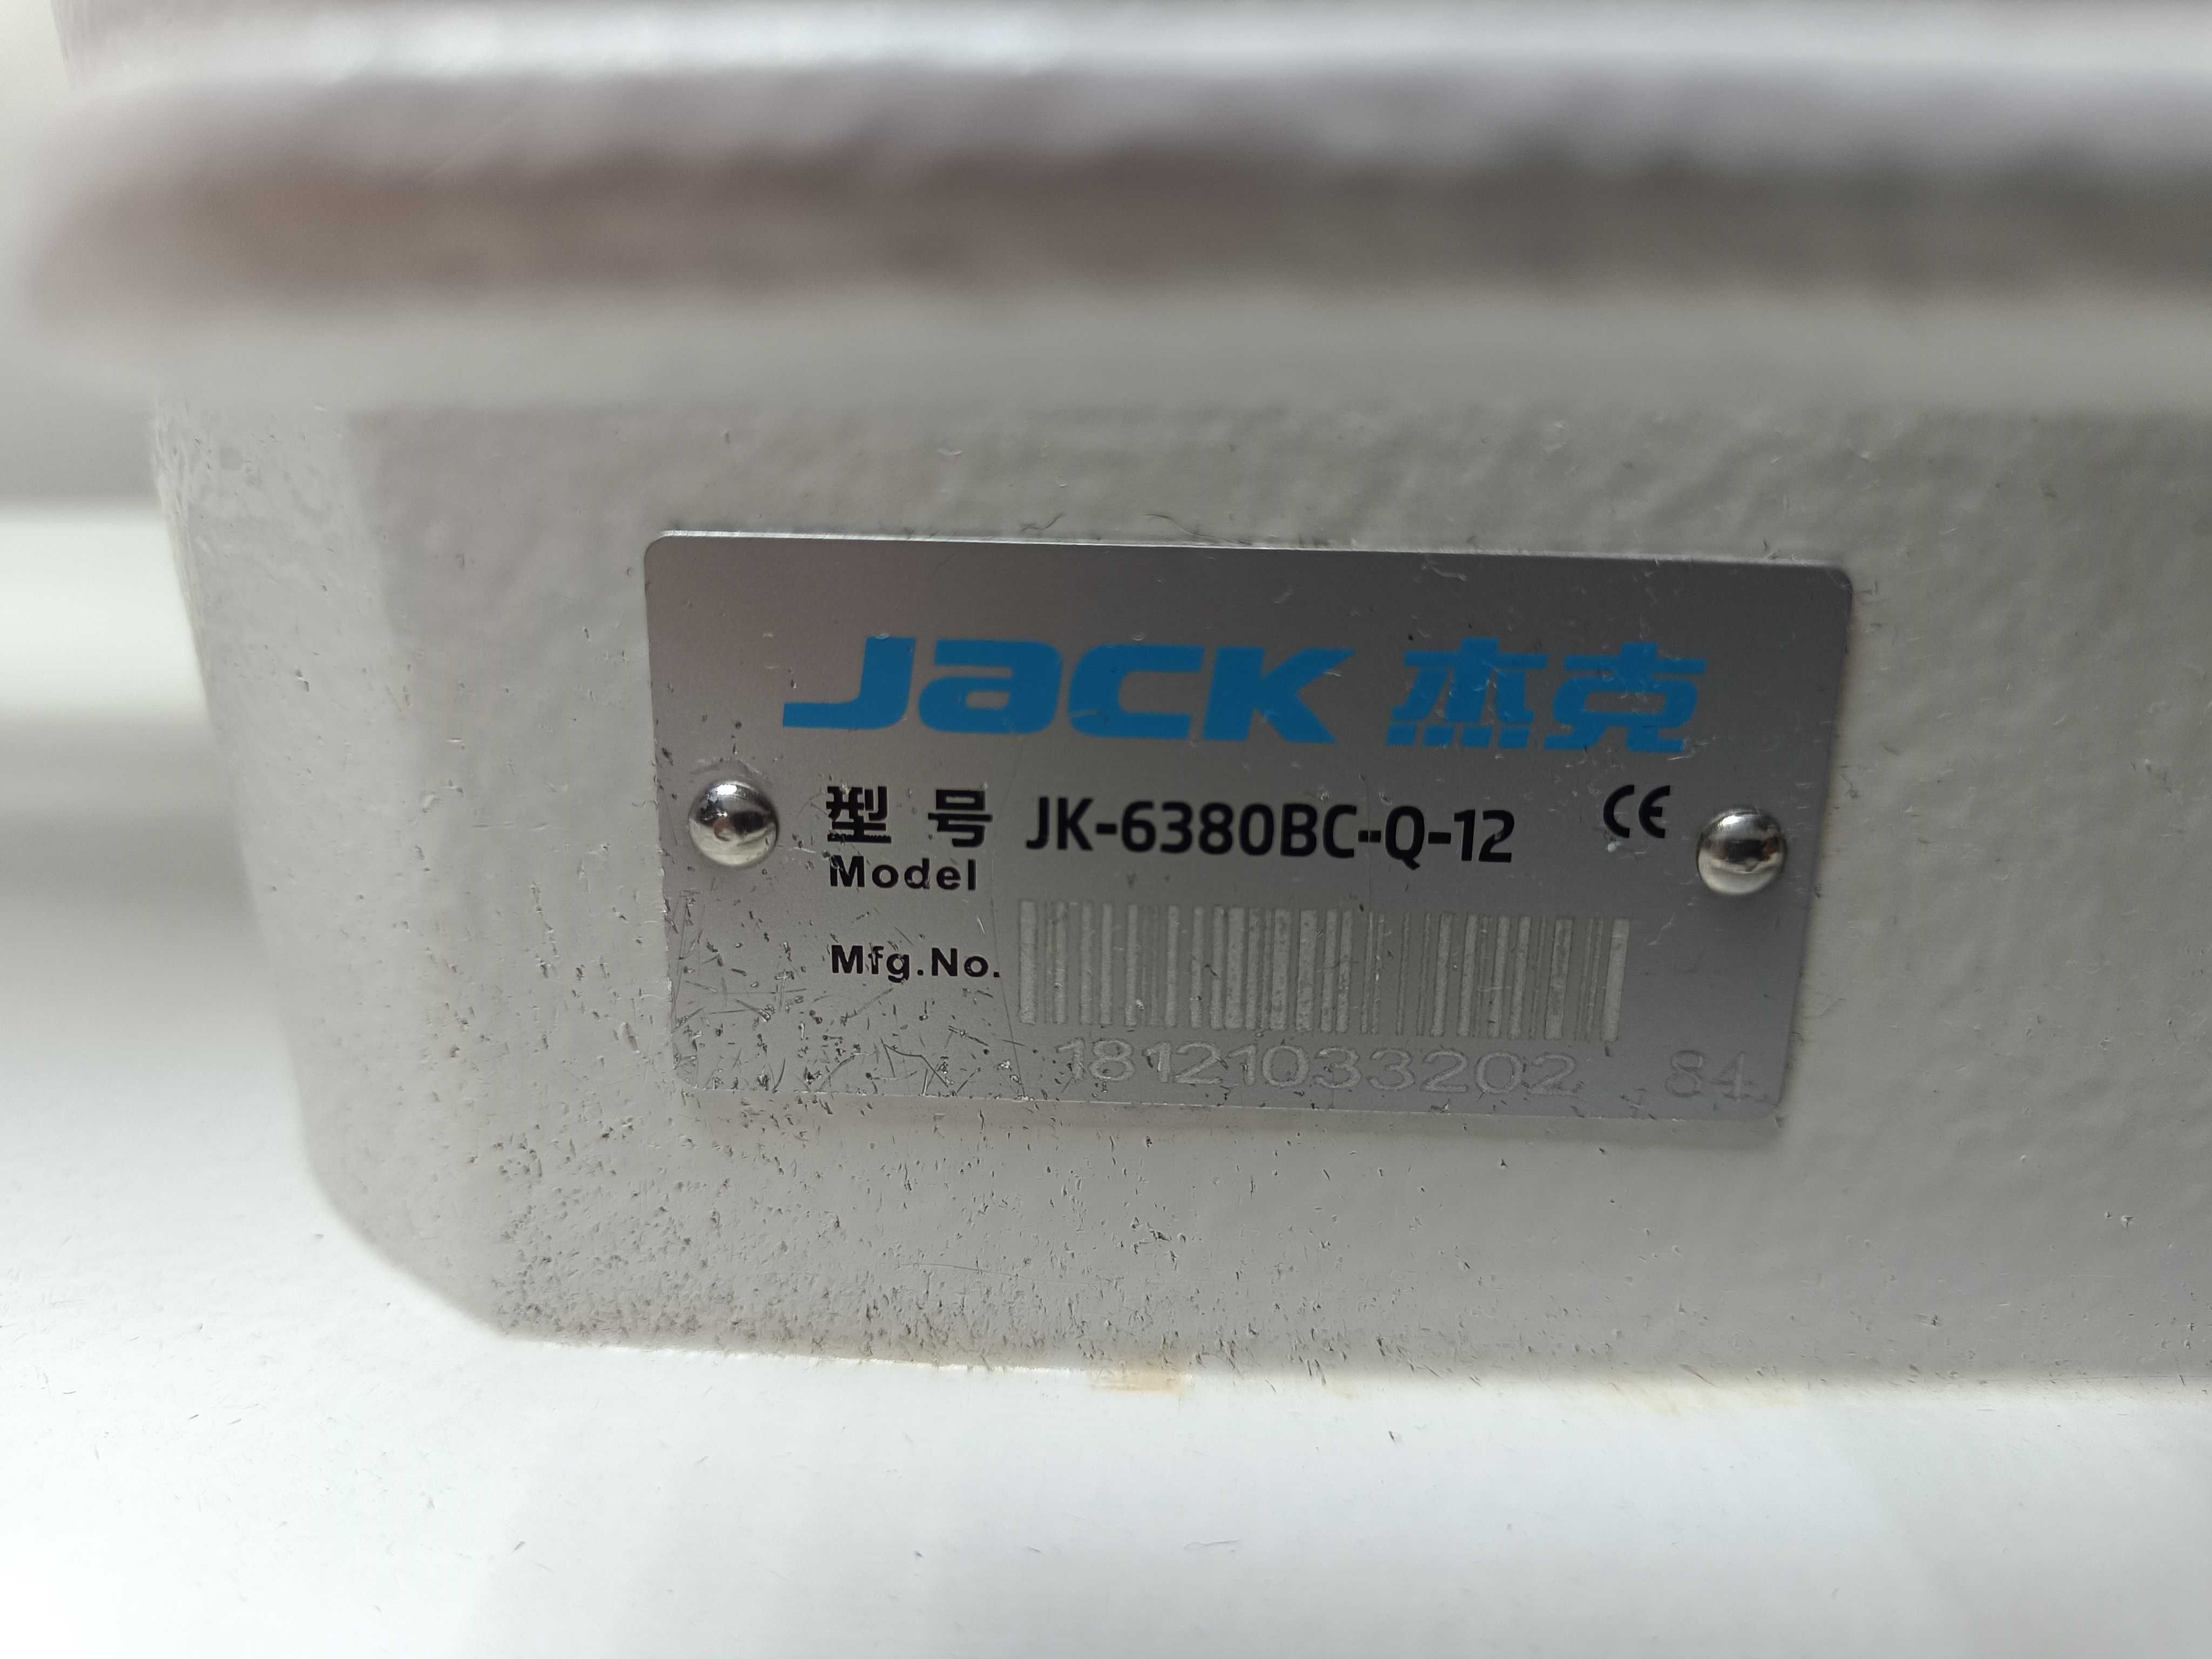 JACK 杰克
型号 JK-6380BC-Q-12 CE
Model
Mfg.No.
18121033202 84